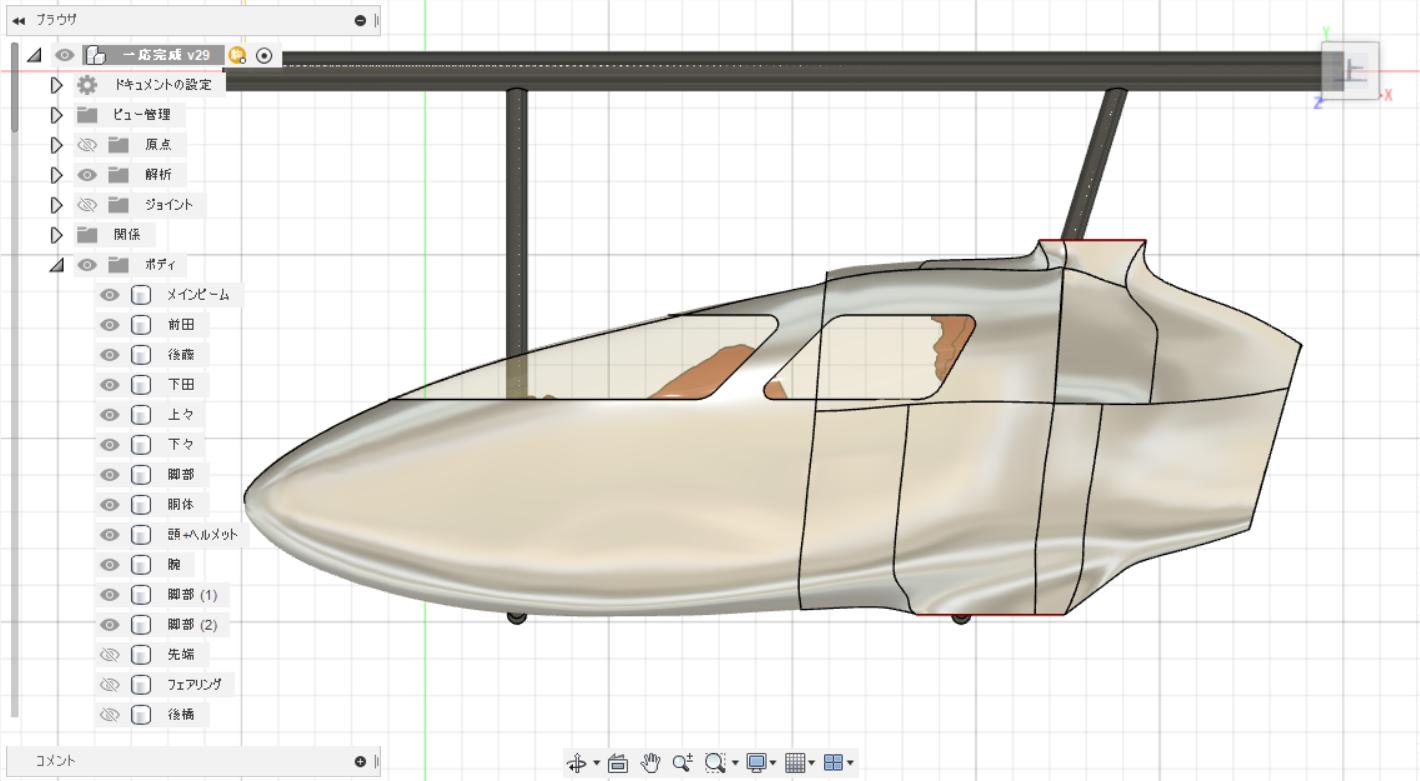 ブラウザ
一応完成 v29
ドキュメントの設定
ビュー管理
原点
解析
ジョイント
関係
ボディ
メインビーム
前田
後藤
下田
上々
下々
脚部
胴体
頭+ヘルメット
腕
脚部 (1)
脚部 (2)
先端
フェアリング
後橋
コメント
Y
上
X
Z